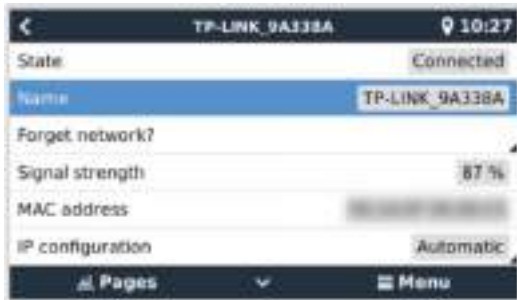 TP-LINK_9A338A 10:27
State Connected
Name TP-LINK_9A338A
Forget network?
Signal strength 87 %
MAC address
IP configuration Automatic
Pages Menu